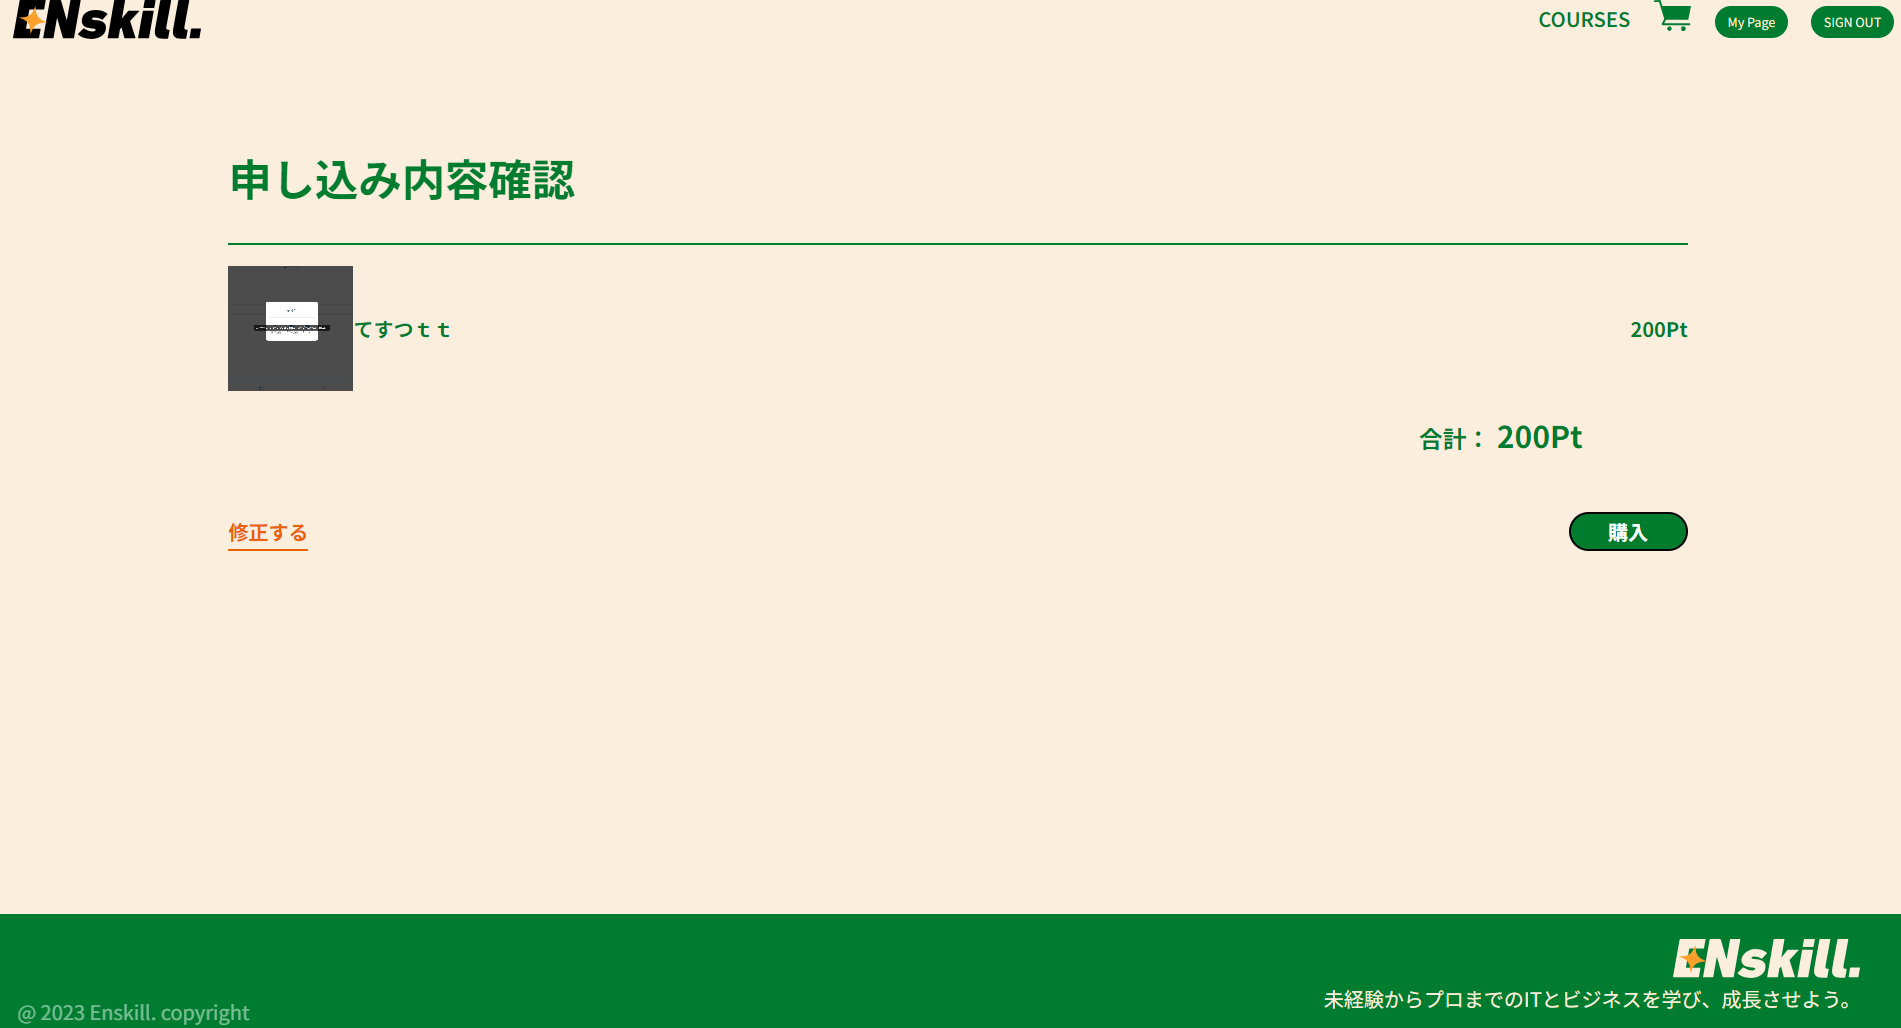 ENskill.
COURSES
My Page
SIGN OUT
申し込み内容確認
てすつｔｔ
200Pt
合計： 200Pt
修正する
購入
ENskill.
未経験からプロまでのITとビジネスを学び、成長させよう。
@ 2023 Enskill. copyright